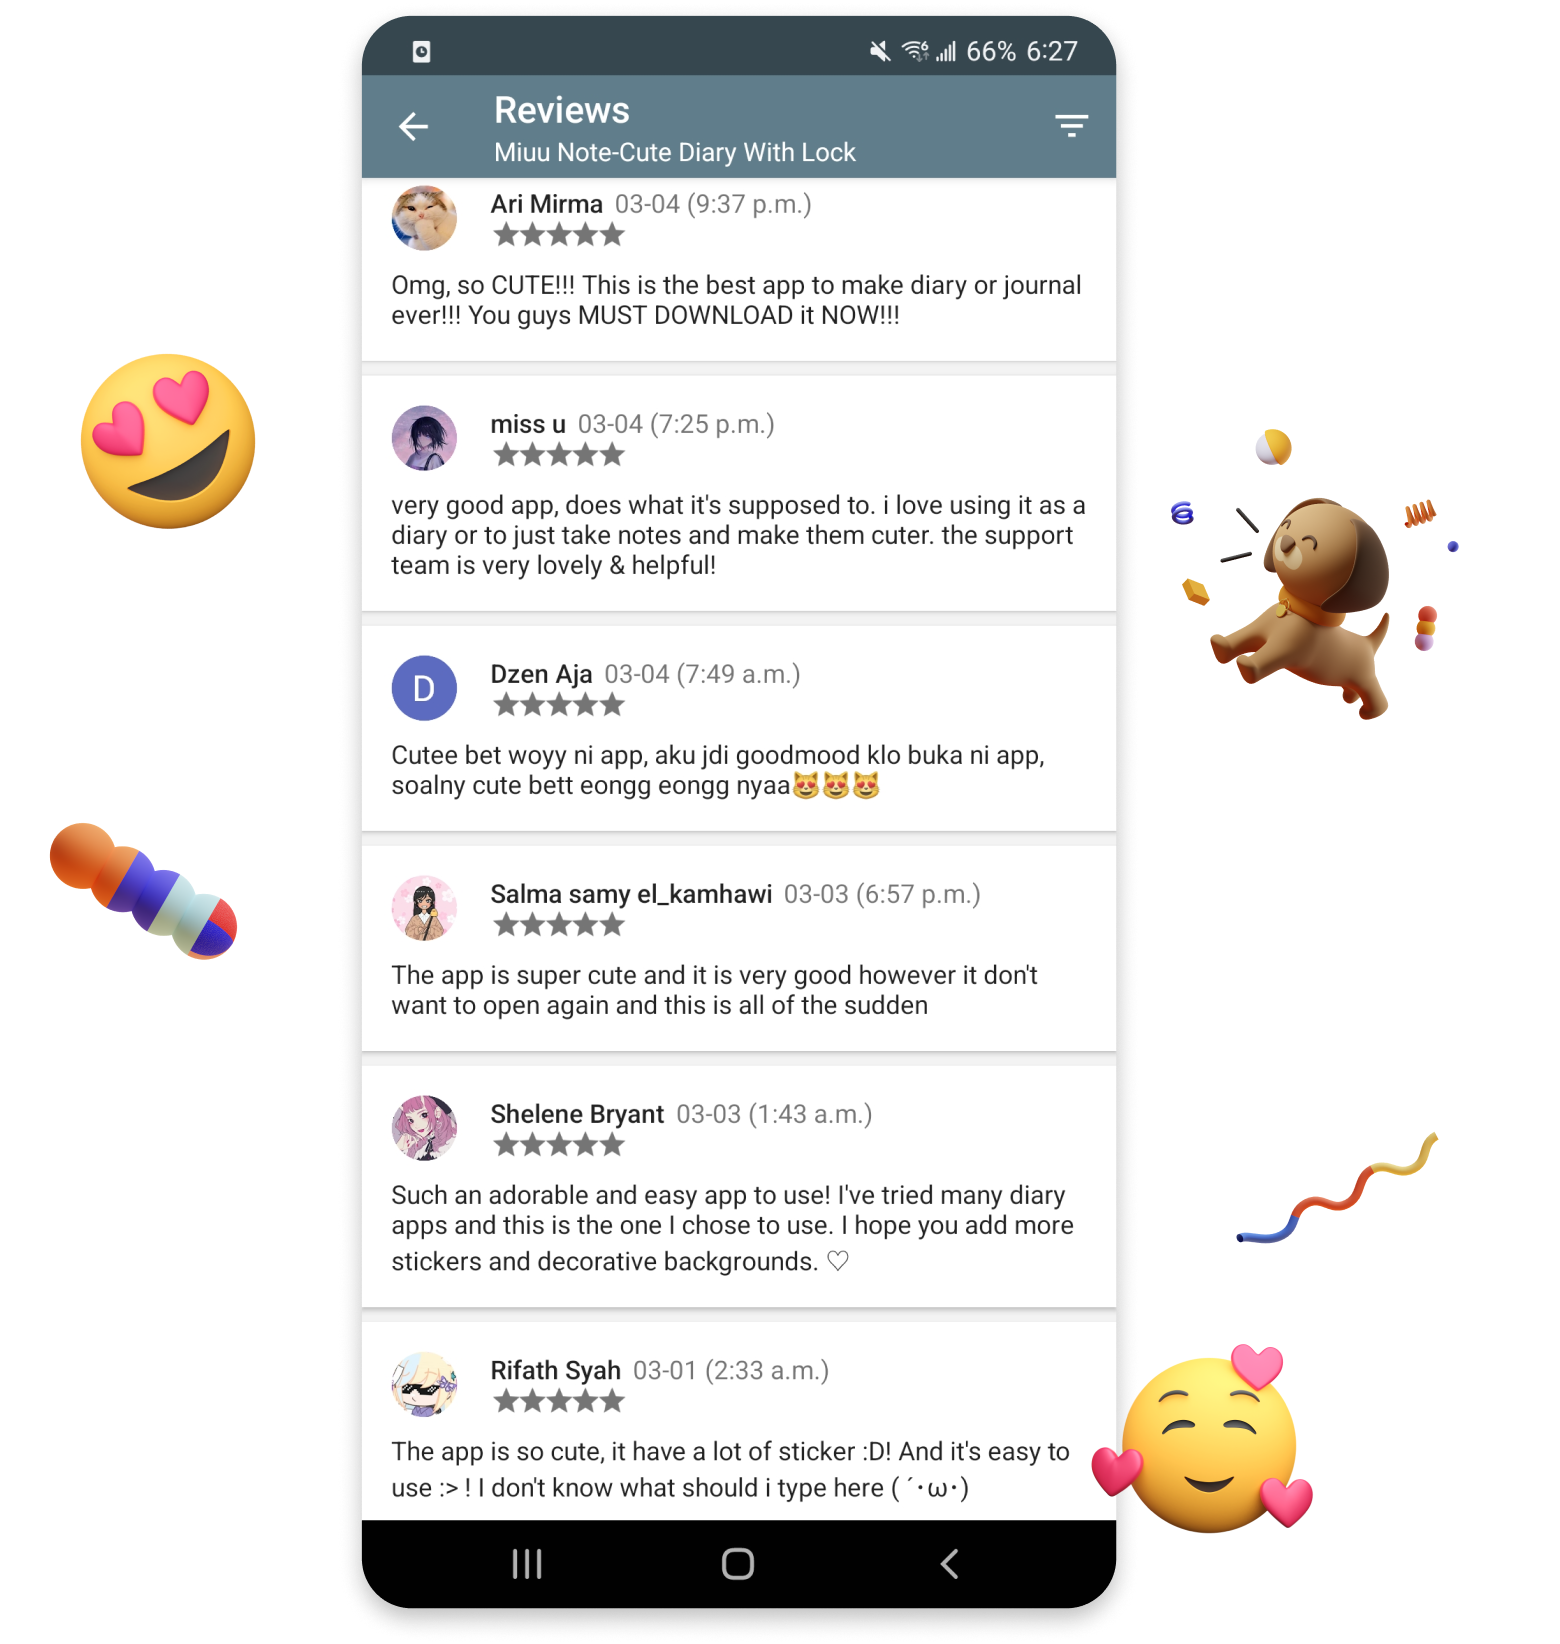 66% 6:27
Reviews
Miuu Note-Cute Diary With Lock
Ari Mirma 03-04 (9:37 p.m.)
Omg, so CUTE!!! This is the best app to make diary or journal
ever!!! You guys MUST DOWNLOAD it NOW!!!
miss u 03-04 (7:25 p.m.)
very good app, does what it's supposed to. i love using it as a
diary or to just take notes and make them cuter. the support
team is very lovely & helpful!
D
Dzen Aja 03-04 (7:49 a.m.)
Cutee bet woyy ni app, aku jdi goodmood klo buka ni app,
soalny cute bett eongg eongg nyaa😻😻😻
Salma samy el_kamhawi 03-03 (6:57 p.m.)
The app is super cute and it is very good however it don't
want to open again and this is all of the sudden
Shelene Bryant 03-03 (1:43 a.m.)
Such an adorable and easy app to use! I've tried many diary
apps and this is the one I chose to use. I hope you add more
stickers and decorative backgrounds. ♡
Rifath Syah 03-01 (2:33 a.m.)
The app is so cute, it have a lot of sticker :D! And it's easy to
use :> ! I don't know what should i type here ( ´･ω･)